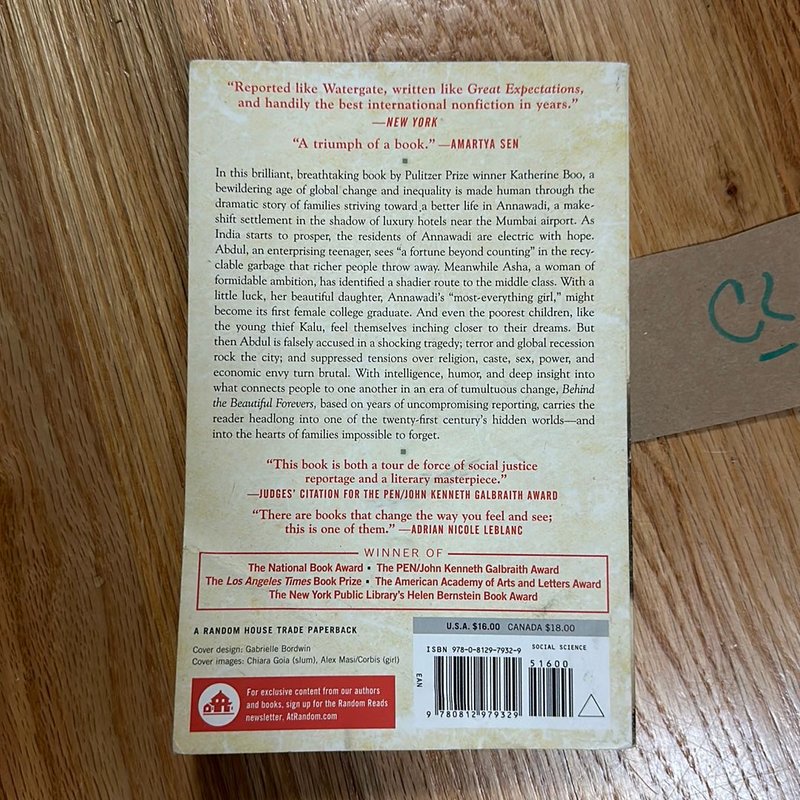 “Reported like Watergate, written like Great Expectations,
and handily the best international nonfiction in years.”
—NEW YORK
“A triumph of a book.” —AMARTYA SEN
In this brilliant, breathtaking book by Pulitzer Prize winner Katherine Boo, a
bewildering age of global change and inequality is made human through the
dramatic story of families striving toward a better life in Annawadi, a make-
shift settlement in the shadow of luxury hotels near the Mumbai airport. As
India starts to prosper, the residents of Annawadi are electric with hope.
Abdul, an enterprising teenager, sees “a fortune beyond counting” in the recy-
clable garbage that richer people throw away. Meanwhile Asha, a woman of
formidable ambition, has identified a shadier route to the middle class. With a
little luck, her beautiful daughter, Annawadi’s “most-everything girl,” might
become its first female college graduate. And even the poorest children, like
the young thief Kalu, feel themselves inching closer to their dreams. But
then Abdul is falsely accused in a shocking tragedy; terror and global recession
rock the city; and suppressed tensions over religion, caste, sex, power, and
economic envy turn brutal. With intelligence, humor, and deep insight into
what connects people to one another in an era of tumultuous change, Behind
the Beautiful Forevers, based on years of uncompromising reporting, carries the
reader headlong into one of the twenty-first century’s hidden worlds—and
into the hearts of families impossible to forget.
“This book is both a tour de force of social justice
reportage and a literary masterpiece.”
—JUDGES’ CITATION FOR THE PEN/JOHN KENNETH GALBRAITH AWARD
“There are books that change the way you feel and see;
this is one of them.” —ADRIAN NICOLE LEBLANC
WINNER OF
The National Book Award ▪ The PEN/John Kenneth Galbraith Award
The Los Angeles Times Book Prize ▪ The American Academy of Arts and Letters Award
The New York Public Library’s Helen Bernstein Book Award
A RANDOM HOUSE TRADE PAPERBACK
Cover design: Gabrielle Bordwin
Cover images: Chiara Goia (slum), Alex Masi/Corbis (girl)
For exclusive content from our authors
and books, sign up for the Random Reads
newsletter, AtRandom.com
U.S.A. $16.00 CANADA $18.00
ISBN 978-0-8129-7932-9 SOCIAL SCIENCE
51600
EAN
9 780812 979329